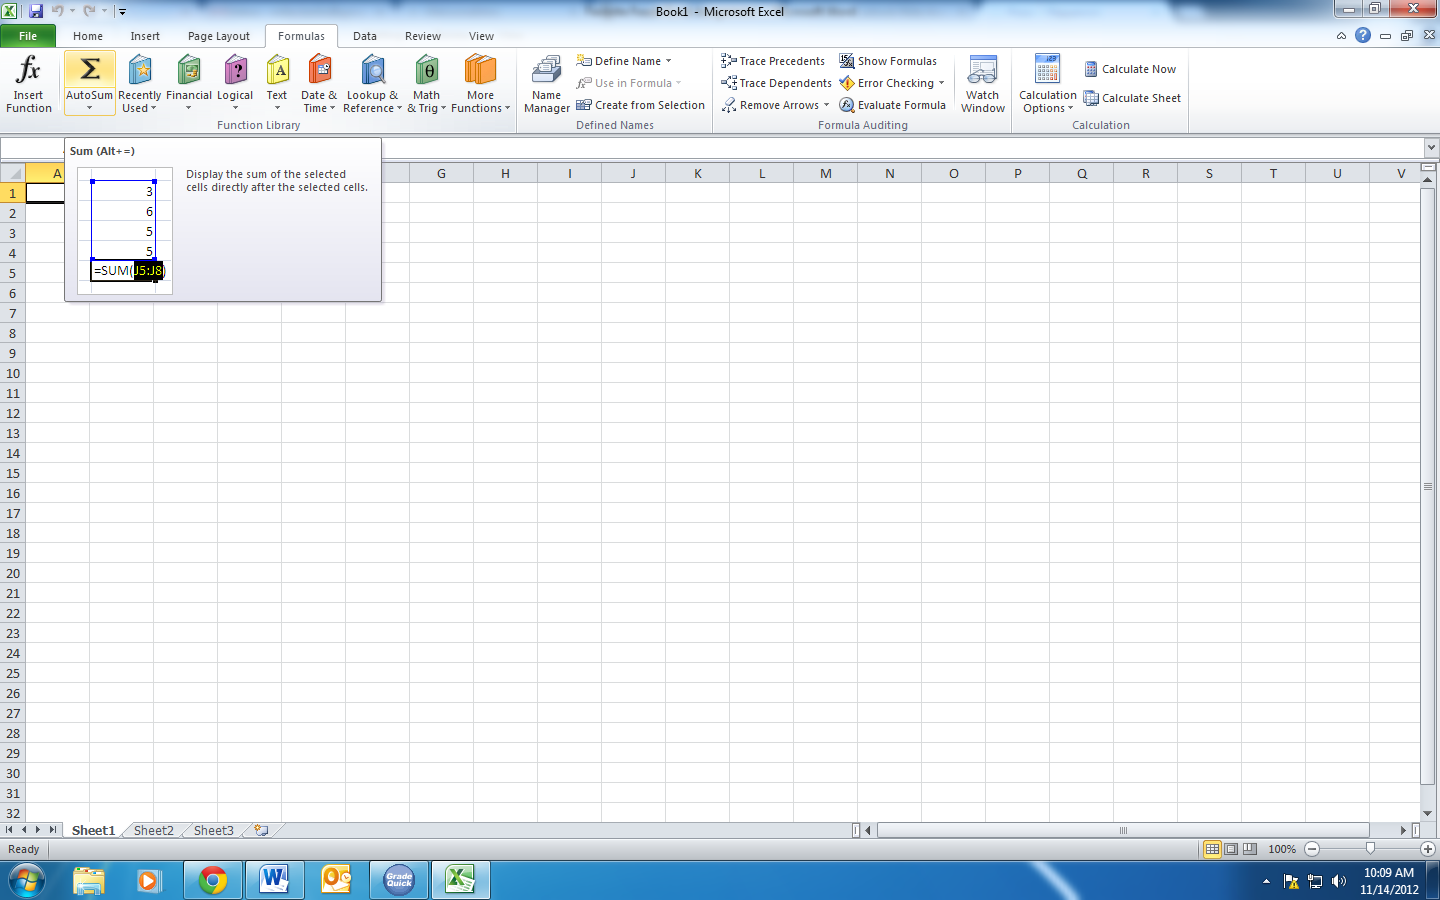 Book1 - Microsoft Excel
File Home Insert Page Layout Formulas Data Review View
fx Insert Function
Σ AutoSum
Recently Used
Financial
Logical
Text
Date & Time
Lookup & Reference
Math & Trig
More Functions
Function Library
Name Manager
Define Name
Use in Formula
Create from Selection
Defined Names
Trace Precedents
Trace Dependents
Remove Arrows
Show Formulas
Error Checking
Evaluate Formula
Formula Auditing
Watch Window
Calculation Options
Calculate Now
Calculate Sheet
Calculation
Sum (Alt+=)
Display the sum of the selected
cells directly after the selected cells.
3
6
5
5
=SUM(J5:J8)
A G H I J K L M N O P Q R S T U V
1
2
3
4
5
6
7
8
9
10
11
12
13
14
15
16
17
18
19
20
21
22
23
24
25
26
27
28
29
30
31
32
Sheet1 Sheet2 Sheet3
Ready 100%
Grade Quick
10:09 AM
11/14/2012